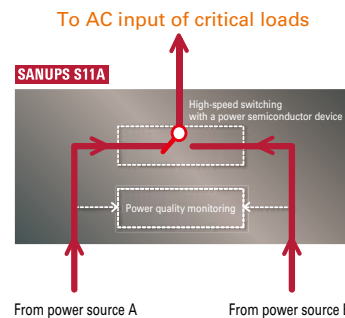 To AC input of critical loads
SANUPS S11A
High-speed switching
with a power semiconductor device
Power quality monitoring
From power source A
From power source